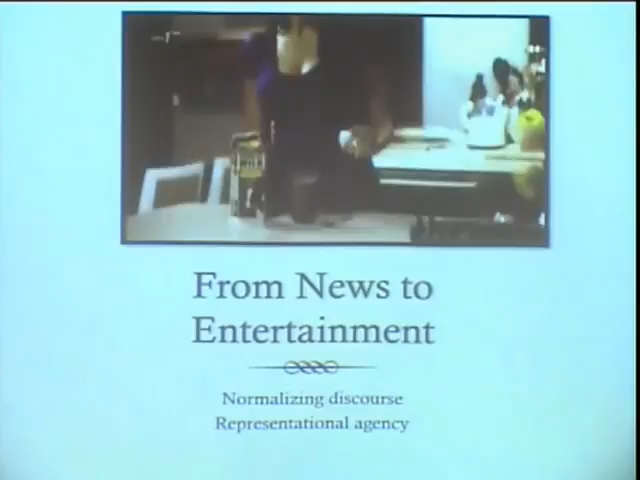 From News to
Entertainment
Normalizing discourse
Representational agency